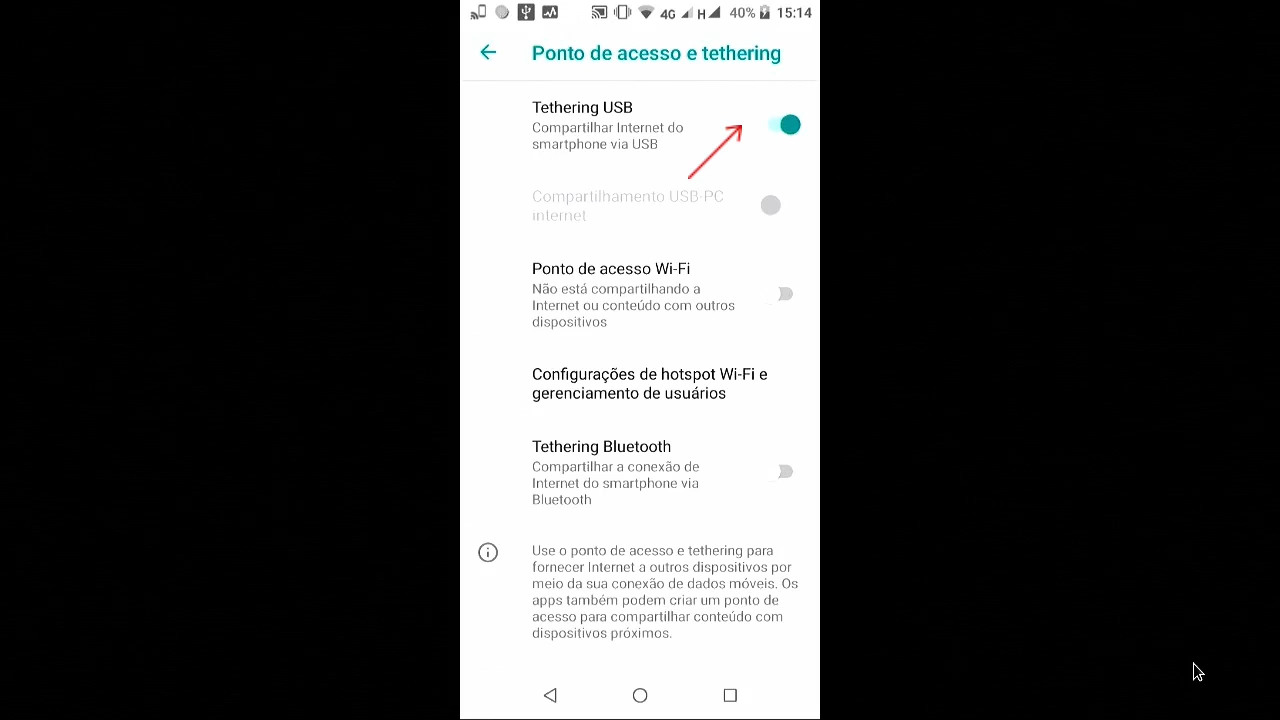 4G H 40% 15:14
Ponto de acesso e tethering
Tethering USB
Compartilhar Internet do
smartphone via USB
Compartilhamento USB-PC
internet
Ponto de acesso Wi-Fi
Não está compartilhando a
Internet ou conteúdo com outros
dispositivos
Configurações de hotspot Wi-Fi e
gerenciamento de usuários
Tethering Bluetooth
Compartilhar a conexão de
Internet do smartphone via
Bluetooth
Use o ponto de acesso e tethering para
fornecer Internet a outros dispositivos por
meio da sua conexão de dados móveis. Os
apps também podem criar um ponto de
acesso para compartilhar conteúdo com
dispositivos próximos.